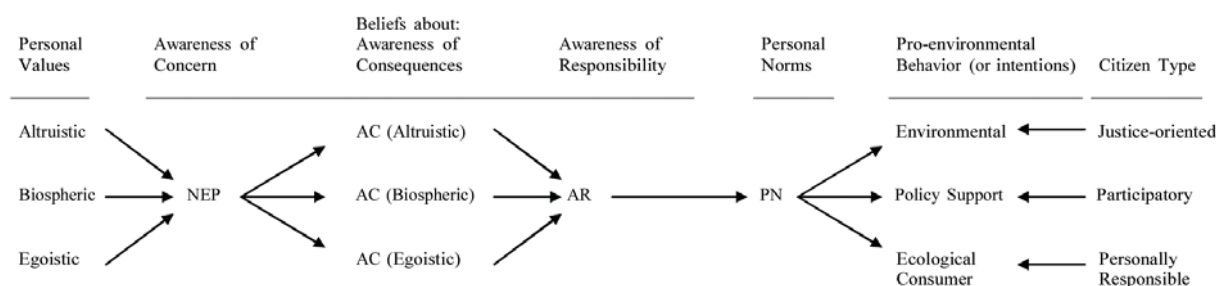 Personal
Values
Awareness of
Concern
Beliefs about:
Awareness of
Consequences
Awareness of
Responsibility
Personal
Norms
Pro-environmental
Behavior (or intentions)
Citizen Type
Altruistic
AC (Altruistic)
Environmental
Justice-oriented
Biospheric
NEP
AC (Biospheric)
AR
PN
Policy Support
Participatory
Egoistic
AC (Egoistic)
Ecological
Consumer
Personally
Responsible